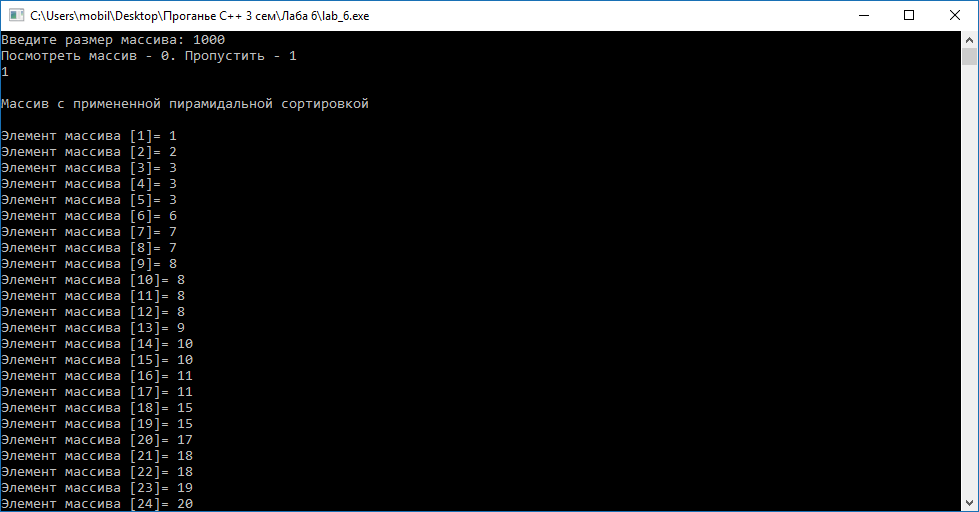 C:\Users\mobil\Desktop\Проганье C++ 3 сем\Лаба 6\lab_6.exe
Введите размер массива: 1000
Посмотреть массив - 0. Пропустить - 1
1
Массив с примененной пирамидальной сортировкой
Элемент массива [1]= 1
Элемент массива [2]= 2
Элемент массива [3]= 3
Элемент массива [4]= 3
Элемент массива [5]= 3
Элемент массива [6]= 6
Элемент массива [7]= 7
Элемент массива [8]= 7
Элемент массива [9]= 8
Элемент массива [10]= 8
Элемент массива [11]= 8
Элемент массива [12]= 8
Элемент массива [13]= 9
Элемент массива [14]= 10
Элемент массива [15]= 10
Элемент массива [16]= 11
Элемент массива [17]= 11
Элемент массива [18]= 15
Элемент массива [19]= 15
Элемент массива [20]= 17
Элемент массива [21]= 18
Элемент массива [22]= 18
Элемент массива [23]= 19
Элемент массива [24]= 20